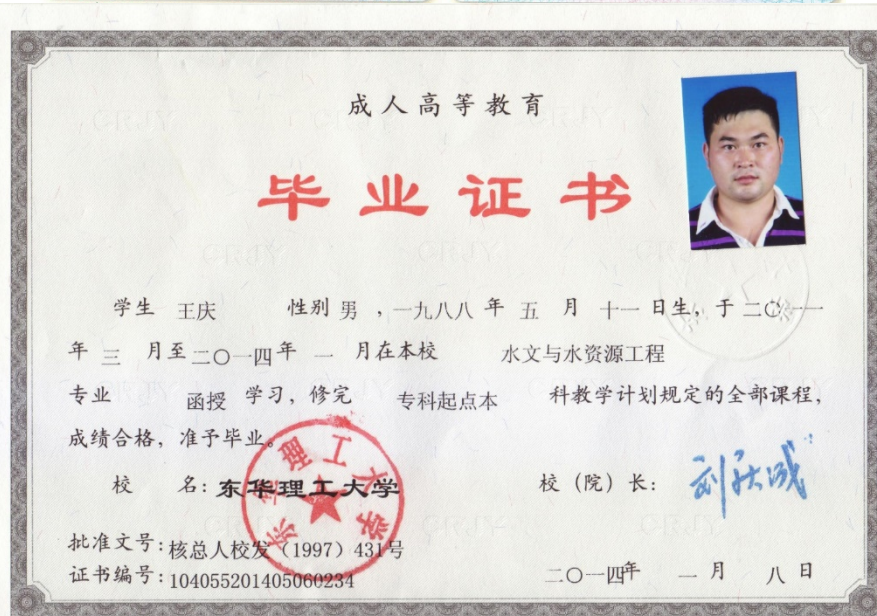 成人高等教育
毕业证书
学生 王庆 性别 男 ，一九八八 年 五 月 十一 日生，于 二〇一一
年 三 月至 二〇一四 年 一 月在本校 水文与水资源工程
专业 函授 学习，修完 专科起点本 科教学计划规定的全部课程，
成绩合格，准予毕业。
校 名：东华理工大学 校（院）长：
东华理工大学
批准文号：核总人校发（1997）431号
证书编号：104055201405060234 二〇一四年 一 月 八 日